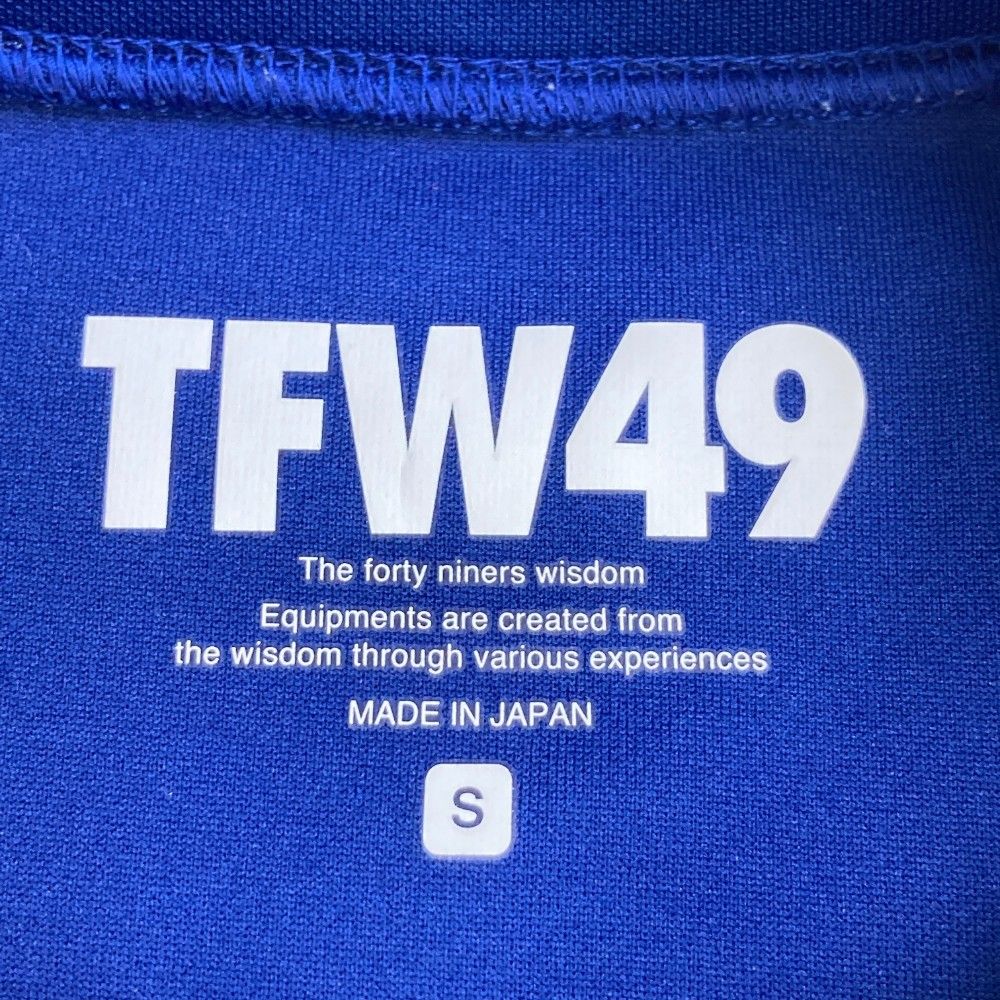 TFW49
The forty niners wisdom
Equipments are created from
the wisdom through various experiences
MADE IN JAPAN
S